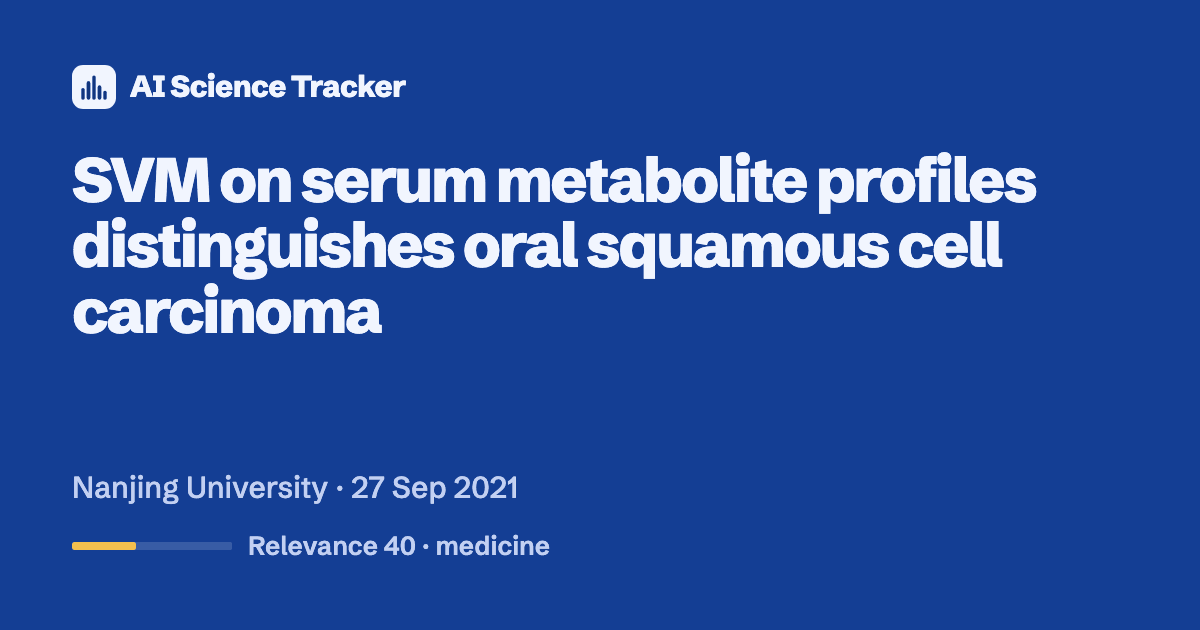 AI Science Tracker
SVM on serum metabolite profiles
distinguishes oral squamous cell
carcinoma
Nanjing University · 27 Sep 2021
Relevance 40 · medicine